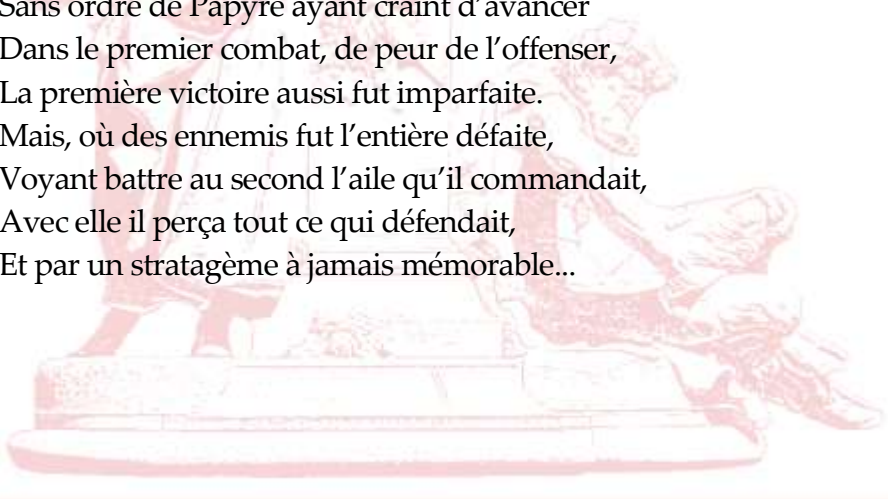 Sans ordre de Papyre ayant craint d’avancer
Dans le premier combat, de peur de l’offenser,
La première victoire aussi fut imparfaite.
Mais, où des ennemis fut l’entière défaite,
Voyant battre au second l’aile qu’il commandait,
Avec elle il perça tout ce qui défendait,
Et par un stratagème à jamais mémorable...